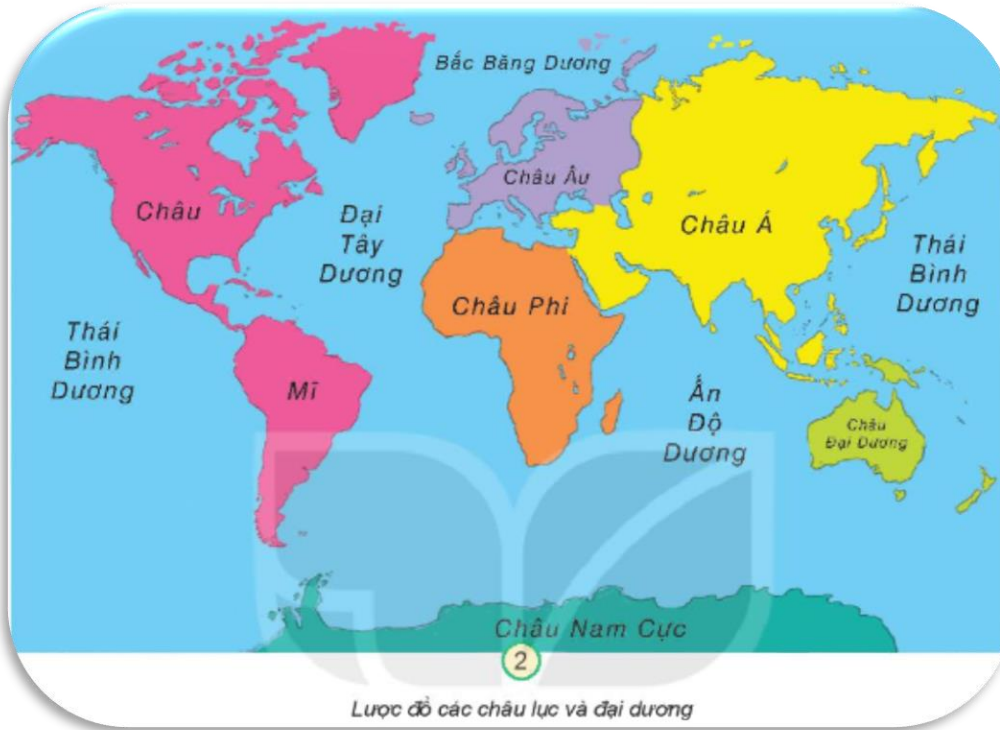 Bắc Băng Dương
Châu Âu
Châu
Đại
Tây
Dương
Châu Á
Thái
Bình
Dương
Châu Phi
Thái
Bình
Dương
Mĩ
Ấn
Độ
Dương
Châu
Đại Dương
Châu Nam Cực
2
Lược đồ các châu lục và đại dương